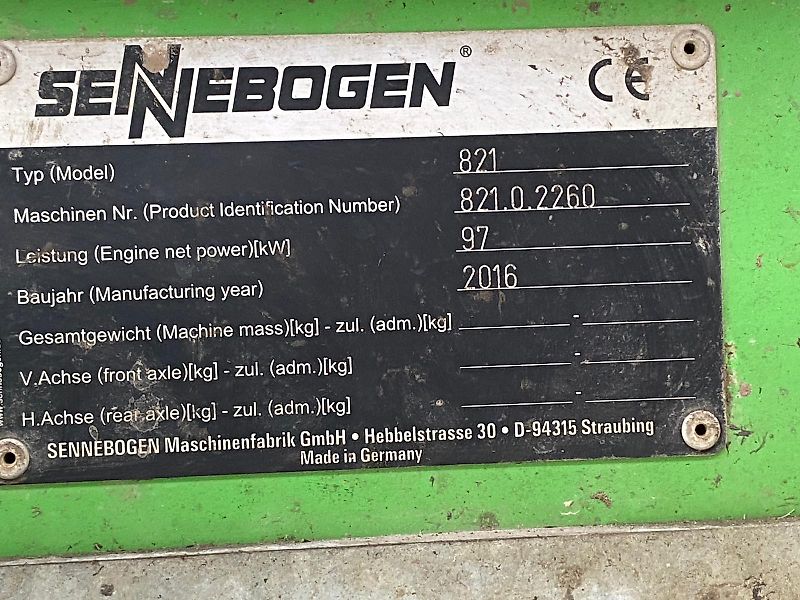 SENNEBOGEN®
CE
Typ (Model) 821
Maschinen Nr. (Product Identification Number) 821.0.2260
Leistung (Engine net power)[kW] 97
Baujahr (Manufacturing year) 2016
Gesamtgewicht (Machine mass)[kg] - zul. (adm.)[kg] -
V.Achse (front axle)[kg] - zul. (adm.)[kg] -
H.Achse (rear axle)[kg] - zul. (adm.)[kg] -
SENNEBOGEN Maschinenfabrik GmbH • Hebbelstrasse 30 • D-94315 Straubing
Made in Germany